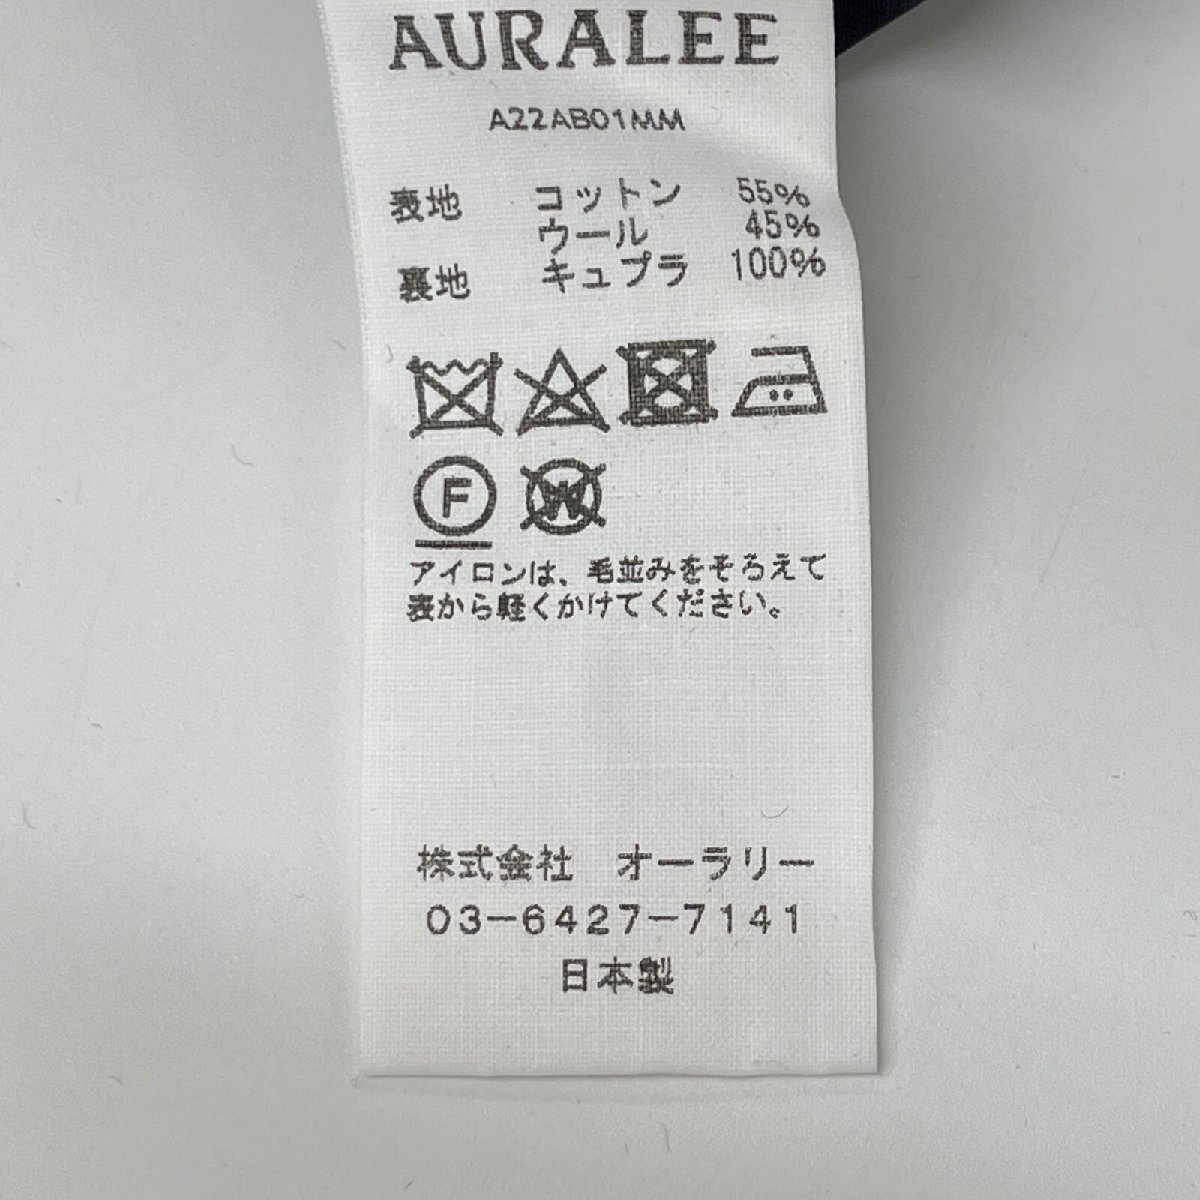 AURALEE
A22AB01MM
表地 コットン 55%
ウール 45%
裏地 キュプラ 100%
F W
アイロンは、毛並みをそろえて
表から軽くかけてください。
株式会社 オーラリー
03-6427-7141
日本製